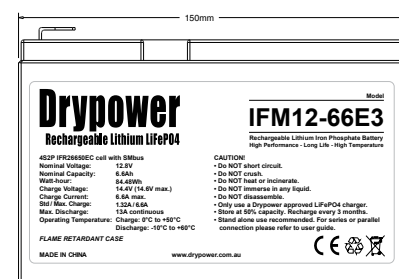 150mm
Drypower
Rechargeable Lithium LiFePO4
Model
IFM12-66E3
Rechargeable Lithium Iron Phosphate Battery
High Performance - Long Life - High Temperature
4S2P IFR26650EC cell with SMbus
Nominal Voltage: 12.8V
Nominal Capacity: 6.6Ah
Watt-hour: 84.48Wh
Charge Voltage: 14.4V (14.6V max.)
Charge Current: 6.6A max.
Std / Max. Charge: 1.32A / 6.6A
Max. Discharge: 13A continuous
Operating Temperature: Charge: 0°C to +50°C
Discharge: -10°C to +60°C
FLAME RETARDANT CASE
MADE IN CHINA
CAUTION!
• Do NOT short circuit.
• Do NOT crush.
• Do NOT heat or incinerate.
• Do NOT immerse in any liquid.
• Do NOT disassemble.
• Only use a Drypower approved LiFePO4 charger.
• Store at 50% capacity. Recharge every 3 months.
• Stand alone use recommended. For series or parallel
connection please refer to user guide.
www.drypower.com.au
CE